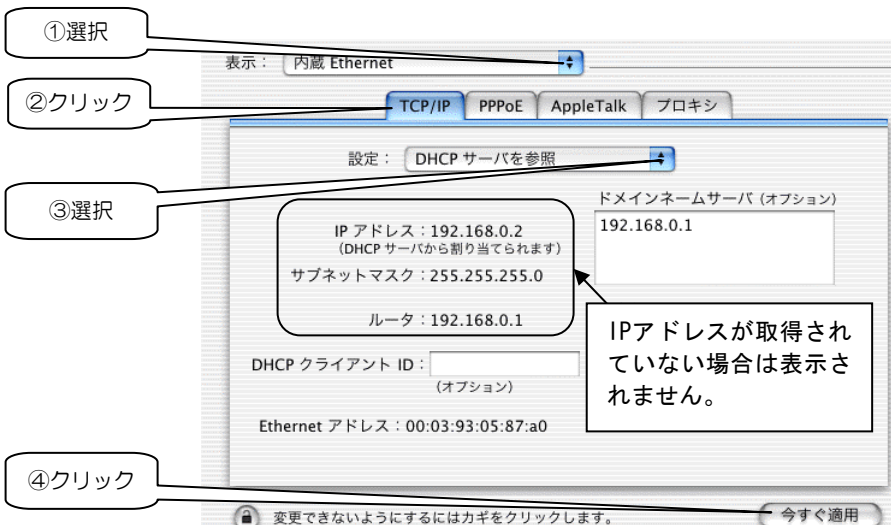 ①選択
表示： 内蔵 Ethernet
②クリック
TCP/IP PPPoE AppleTalk プロキシ
設定： DHCP サーバを参照
③選択
ドメインネームサーバ (オプション)
192.168.0.1
IP アドレス：192.168.0.2
(DHCP サーバから割り当てられます)
サブネットマスク：255.255.255.0
ルータ：192.168.0.1
IPアドレスが取得され
ていない場合は表示さ
れません。
DHCP クライアント ID：
(オプション)
Ethernet アドレス：00:03:93:05:87:a0
④クリック
変更できないようにするにはカギをクリックします。
今すぐ適用